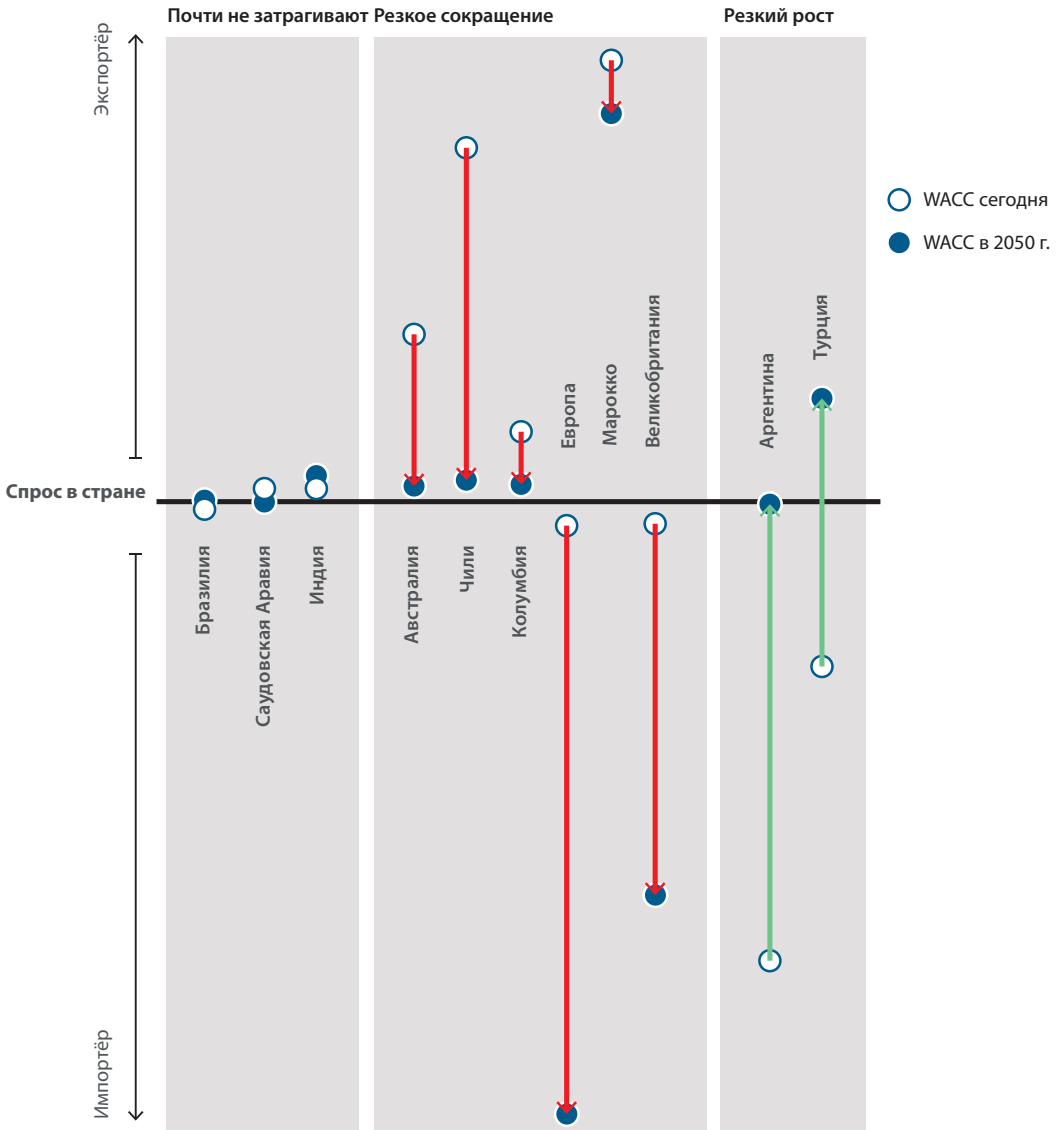 Почти не затрагивают
Резкое сокращение
Резкий рост
Экспортёр
WACC сегодня
WACC в 2050 г.
Европа
Марокко
Великобритания
Аргентина
Турция
Спрос в стране
Бразилия
Саудовская Аравия
Индия
Австралия
Чили
Колумбия
Импортёр